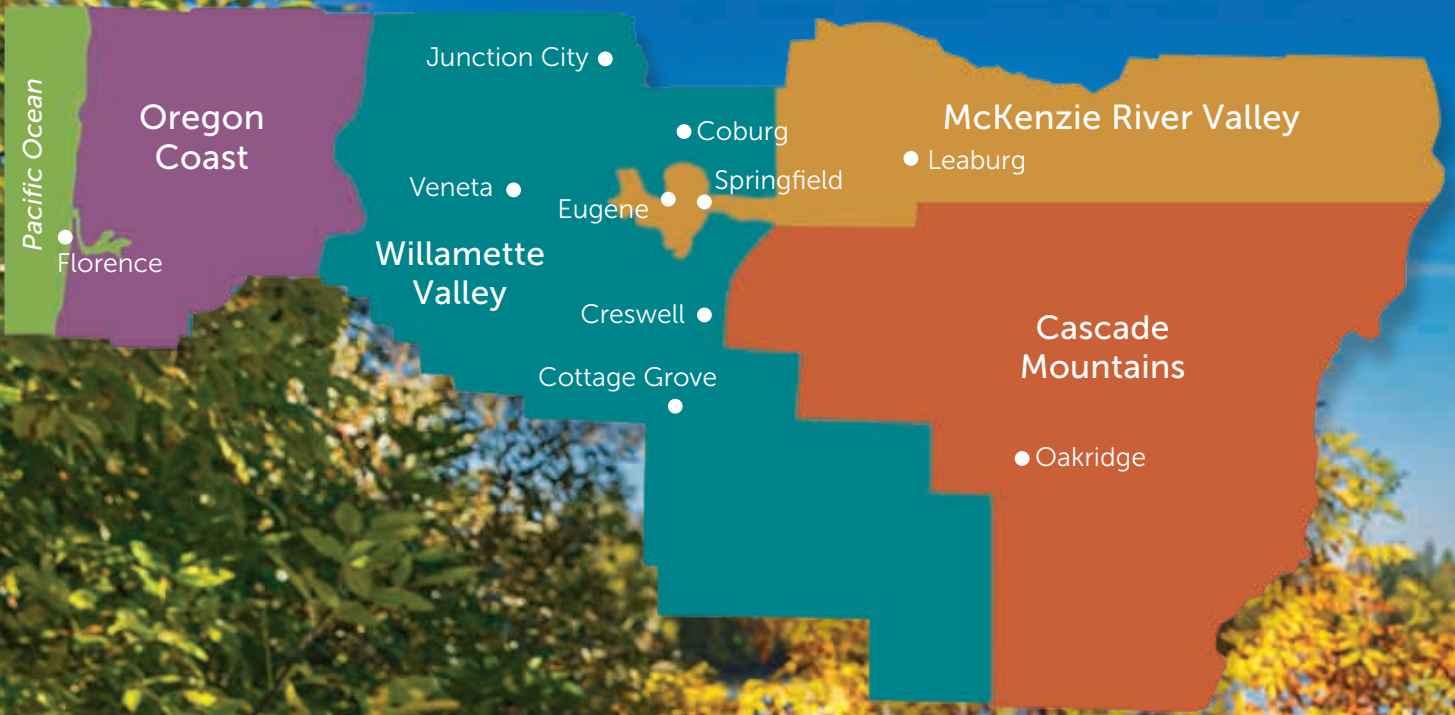 Junction City
Oregon
Coast
McKenzie River Valley
Pacific Ocean
Coburg
Leaburg
Veneta
Springfield
Eugene
Willamette
Valley
Florence
Creswell
Cascade
Mountains
Cottage Grove
Oakridge